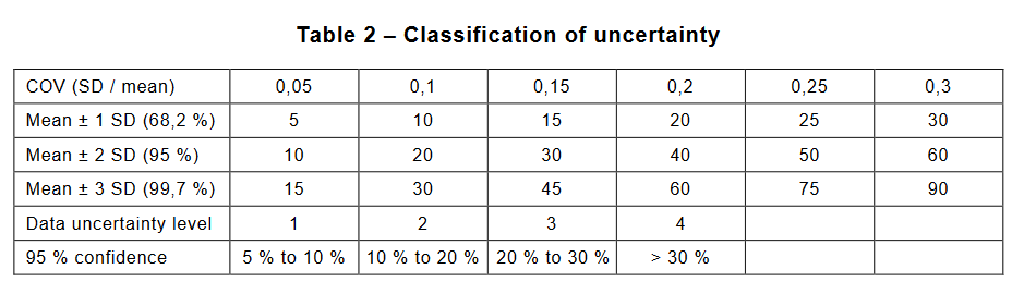 Table 2 – Classification of uncertainty
COV (SD / mean) 0,05 0,1 0,15 0,2 0,25 0,3
Mean ± 1 SD (68,2 %) 5 10 15 20 25 30
Mean ± 2 SD (95 %) 10 20 30 40 50 60
Mean ± 3 SD (99,7 %) 15 30 45 60 75 90
Data uncertainty level 1 2 3 4
95 % confidence 5 % to 10 % 10 % to 20 % 20 % to 30 % > 30 %